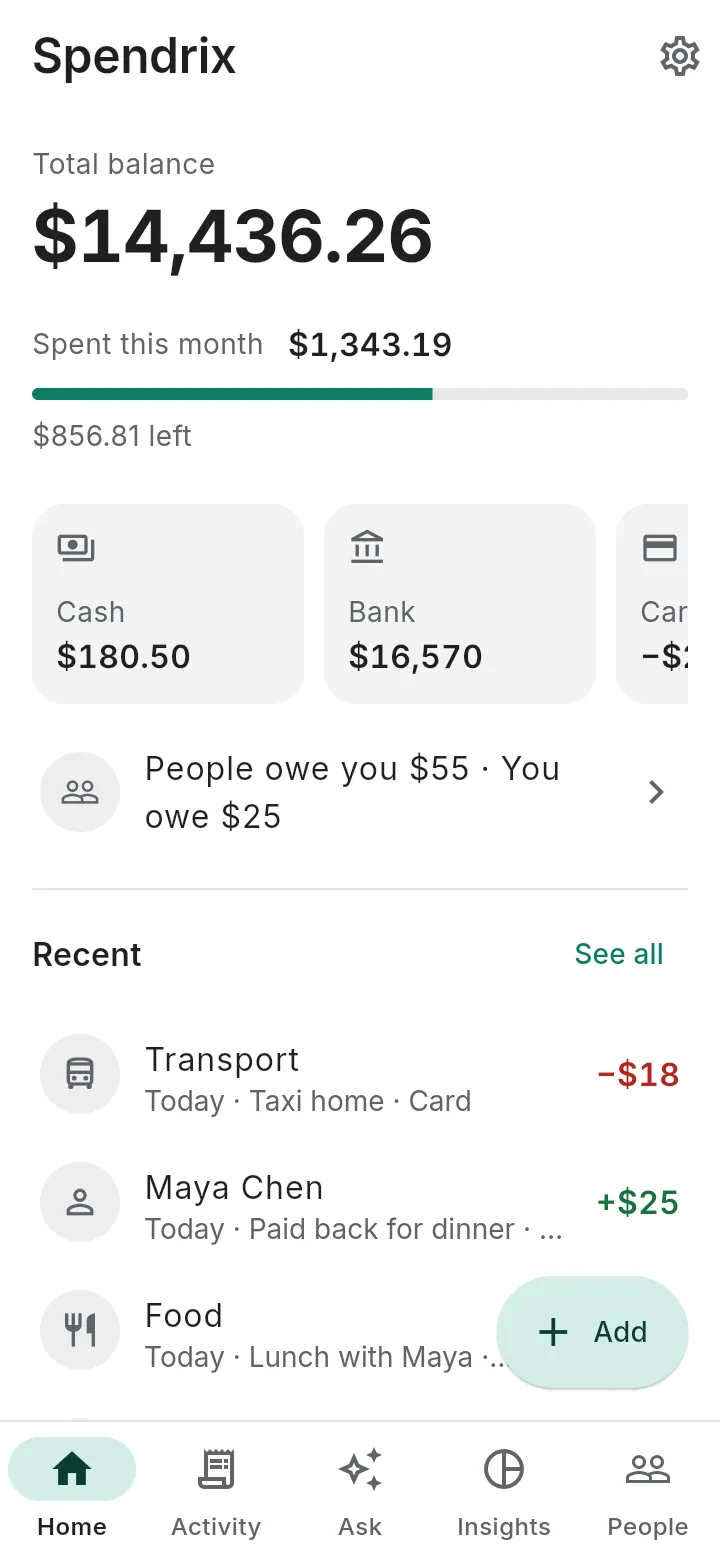 Spendrix
Total balance
$14,436.26
Spent this month $1,343.19
$856.81 left
Cash
$180.50
Bank
$16,570
Car
−$2
People owe you $55 · You
owe $25
Recent
See all
Transport
Today · Taxi home · Card
−$18
Maya Chen
Today · Paid back for dinner · ...
+$25
Food
Today · Lunch with Maya ·...
Add
Home
Activity
Ask
Insights
People